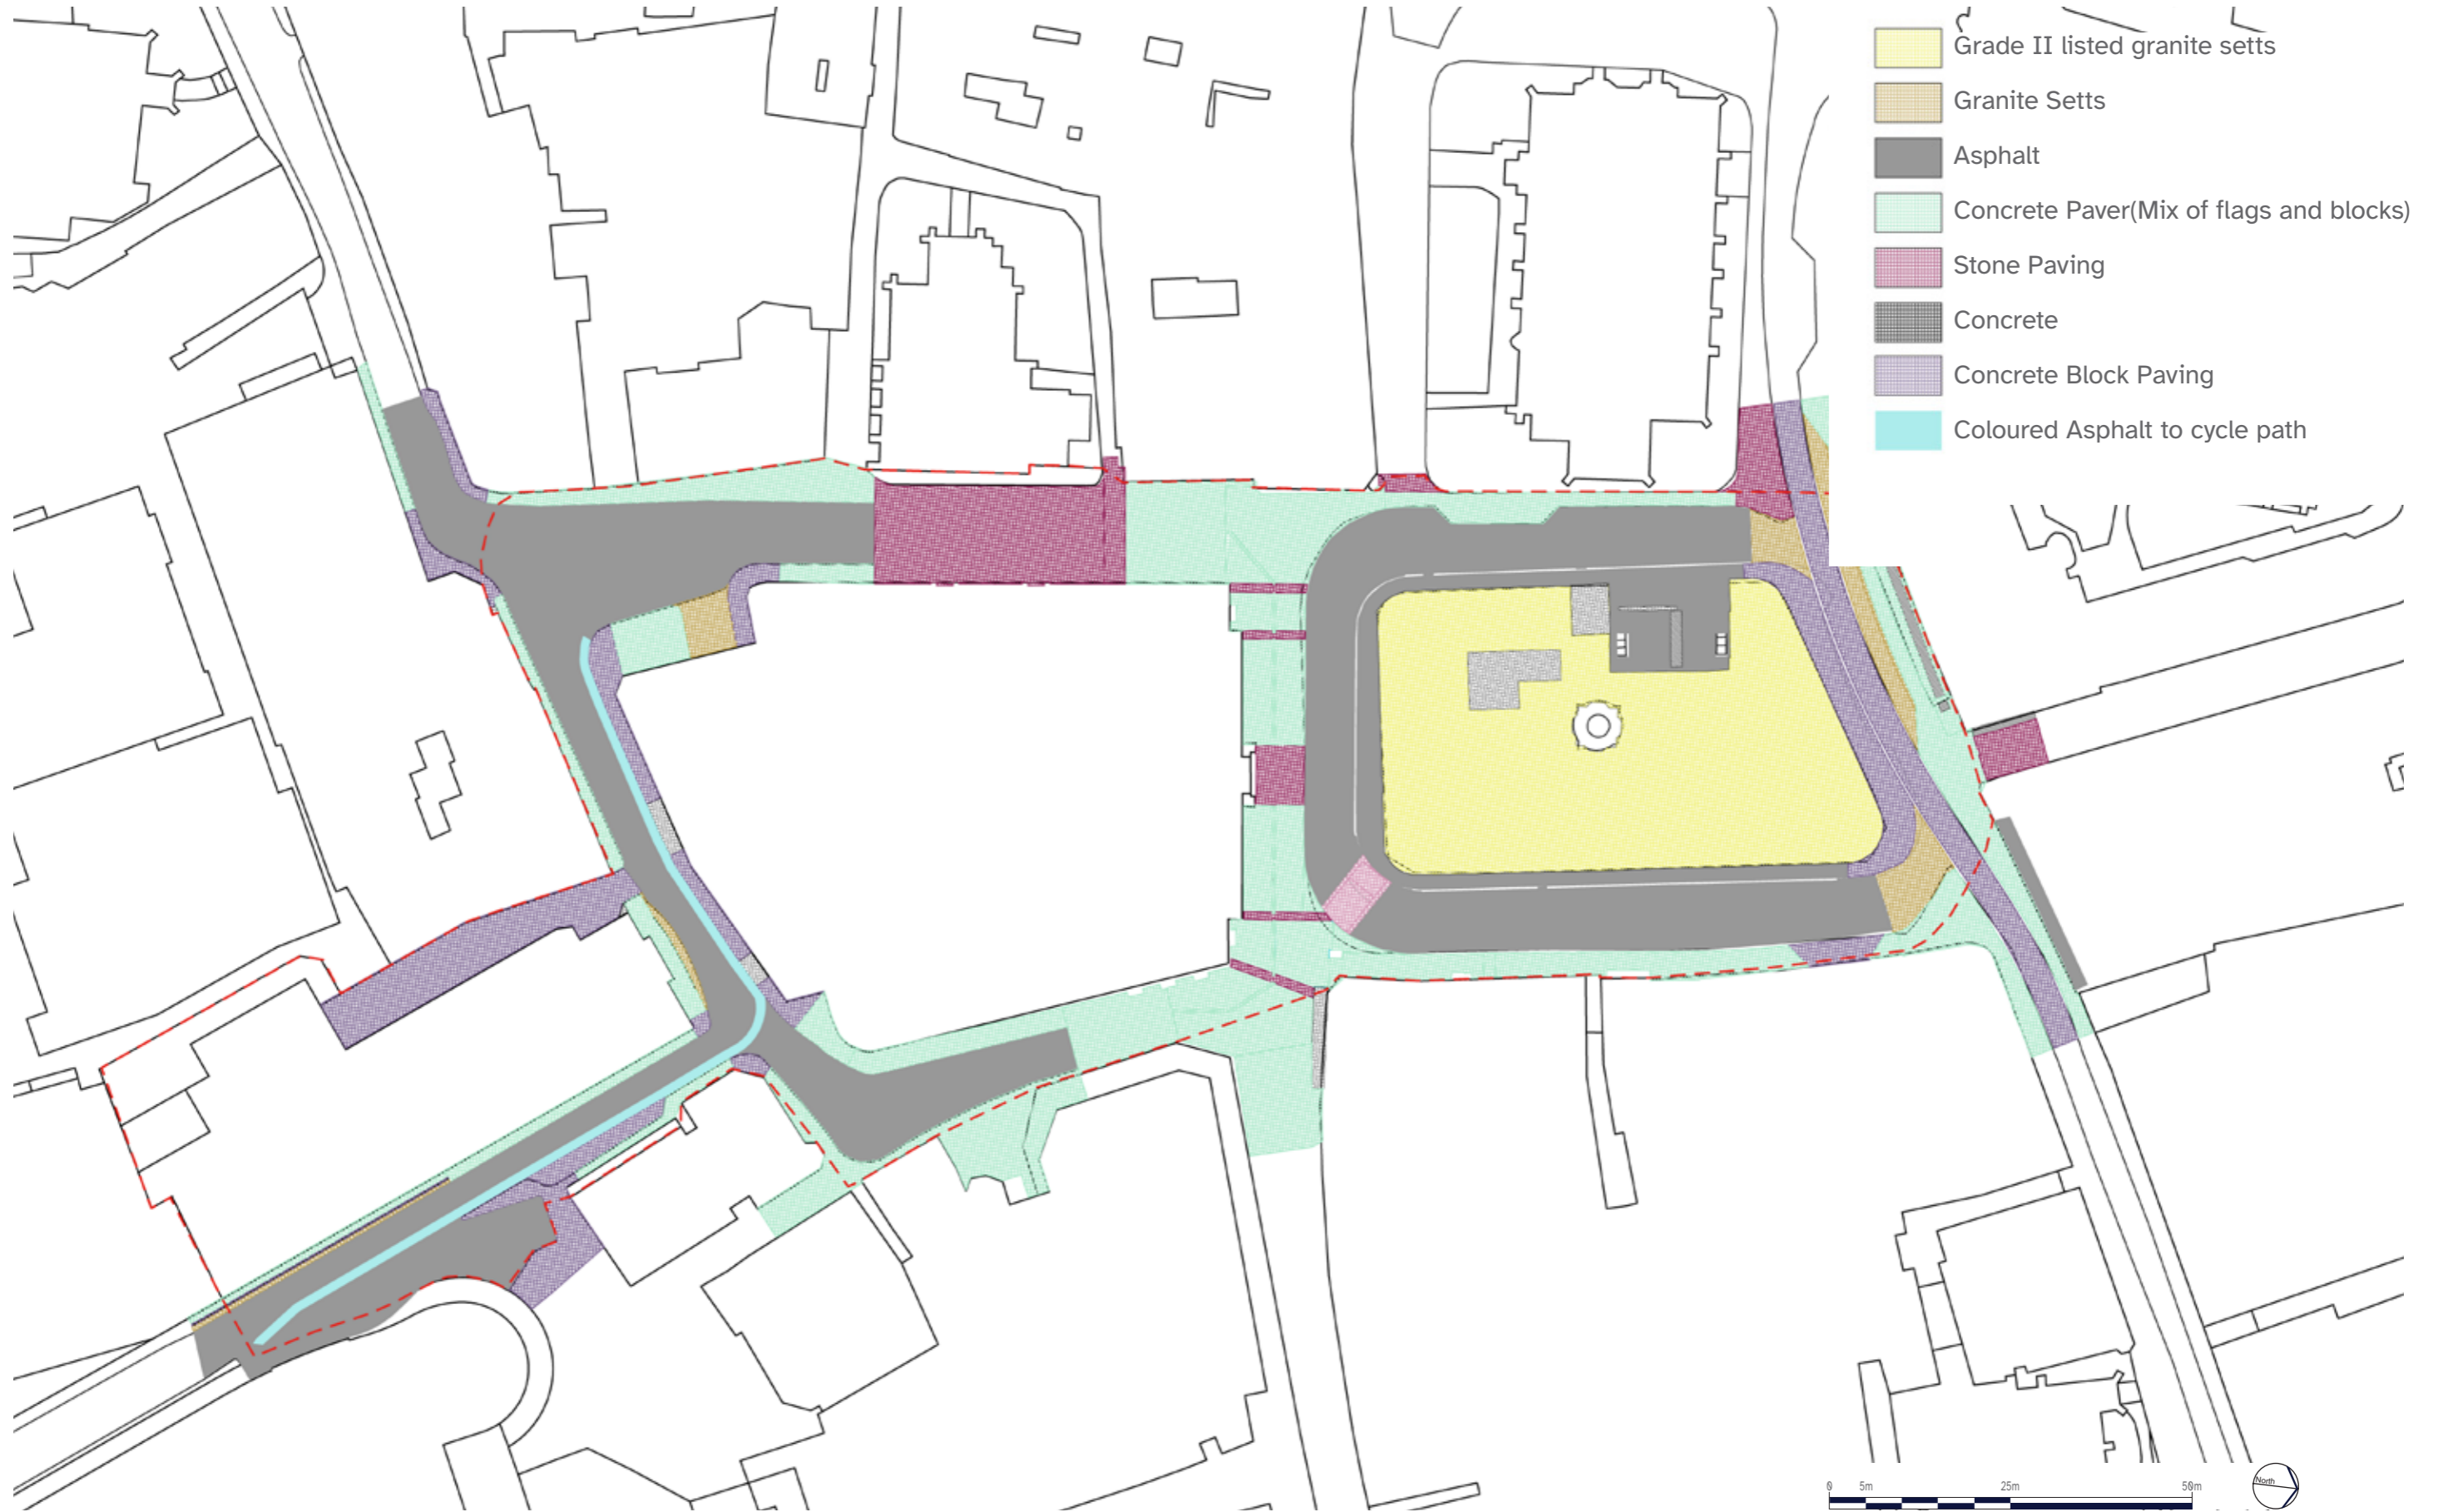 Grade II listed granite setts
Granite Setts
Asphalt
Concrete Paver(Mix of flags and blocks)
Stone Paving
Concrete
Concrete Block Paving
Coloured Asphalt to cycle path
0 5m 25m 50m
North